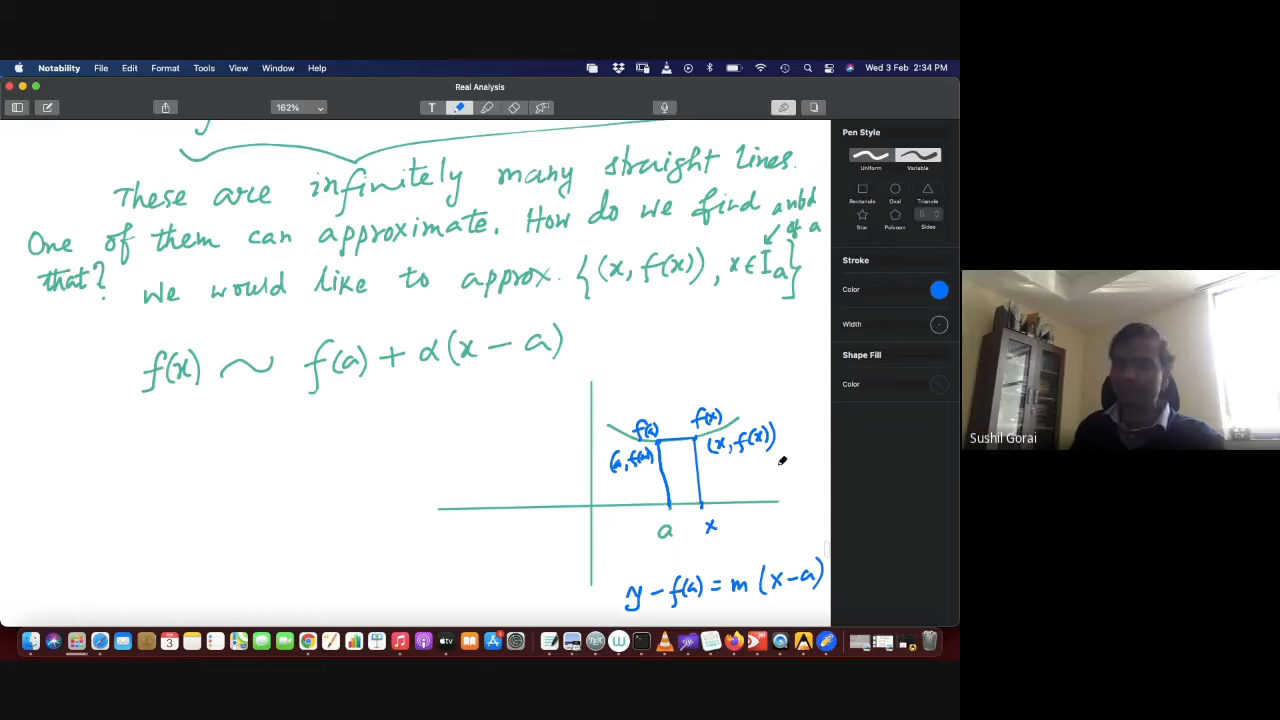 Notability File Edit Format Tools View Window Help
Wed 3 Feb 2:34 PM
Real Analysis
162%
T
These are infinitely many straight lines.
One of them can approximate. How do we find
that?
a nbd
of a
We would like to approx. {(x, f(x)), x ∈ I_a}
f(x) ~ f(a) + α(x - a)
f(a)
f(x)
(a, f(a))
(x, f(x))
a
x
y - f(a) = m (x - a)
Pen Style
Uniform Variable
Rectangle Oval Triangle
5
Star Polygon Sides
Stroke
Color
Width
Shape Fill
Color
Sushil Gorai